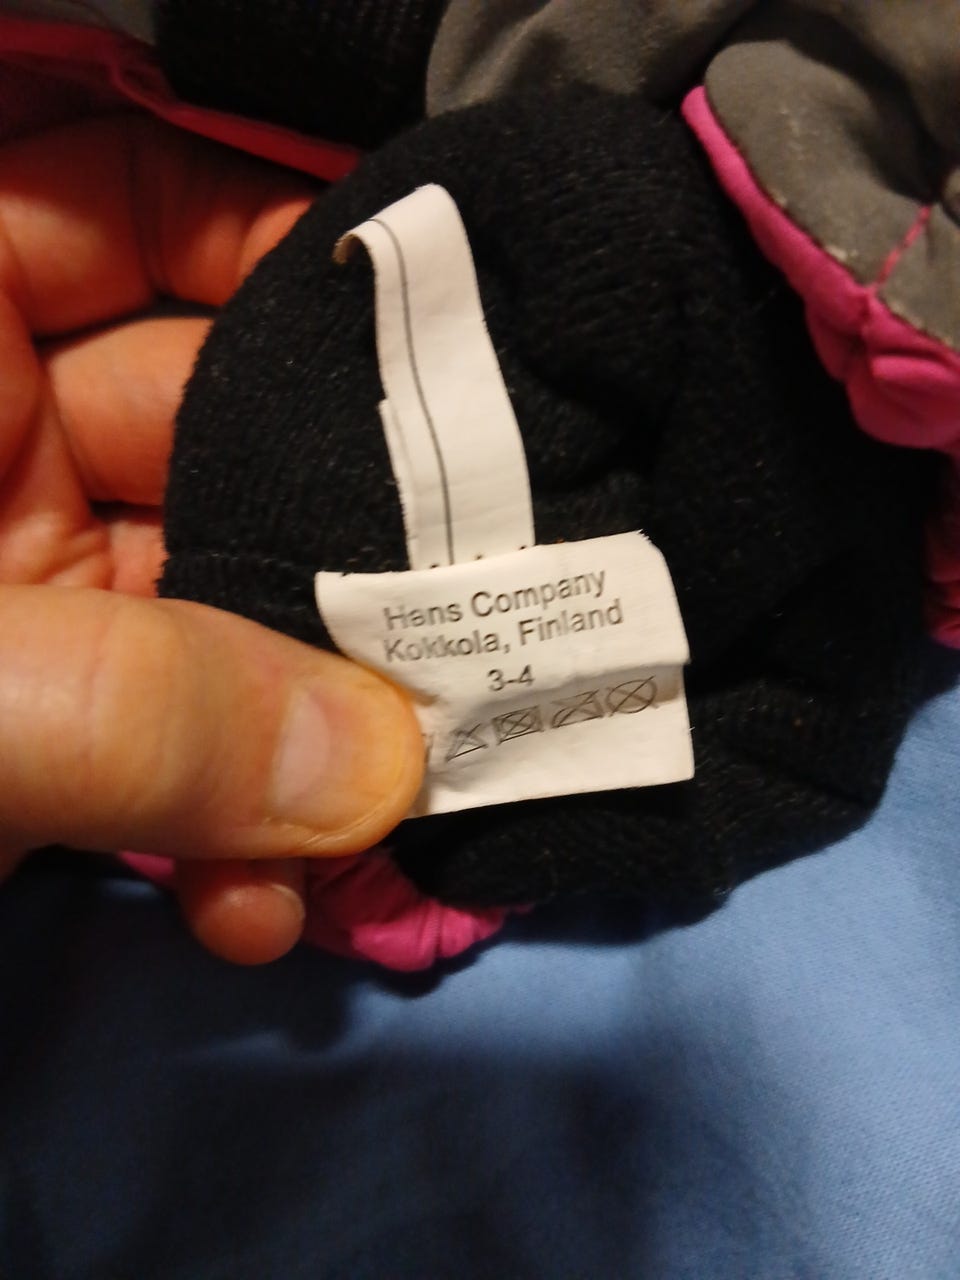 Hans Company
Kokkola, Finland
3-4